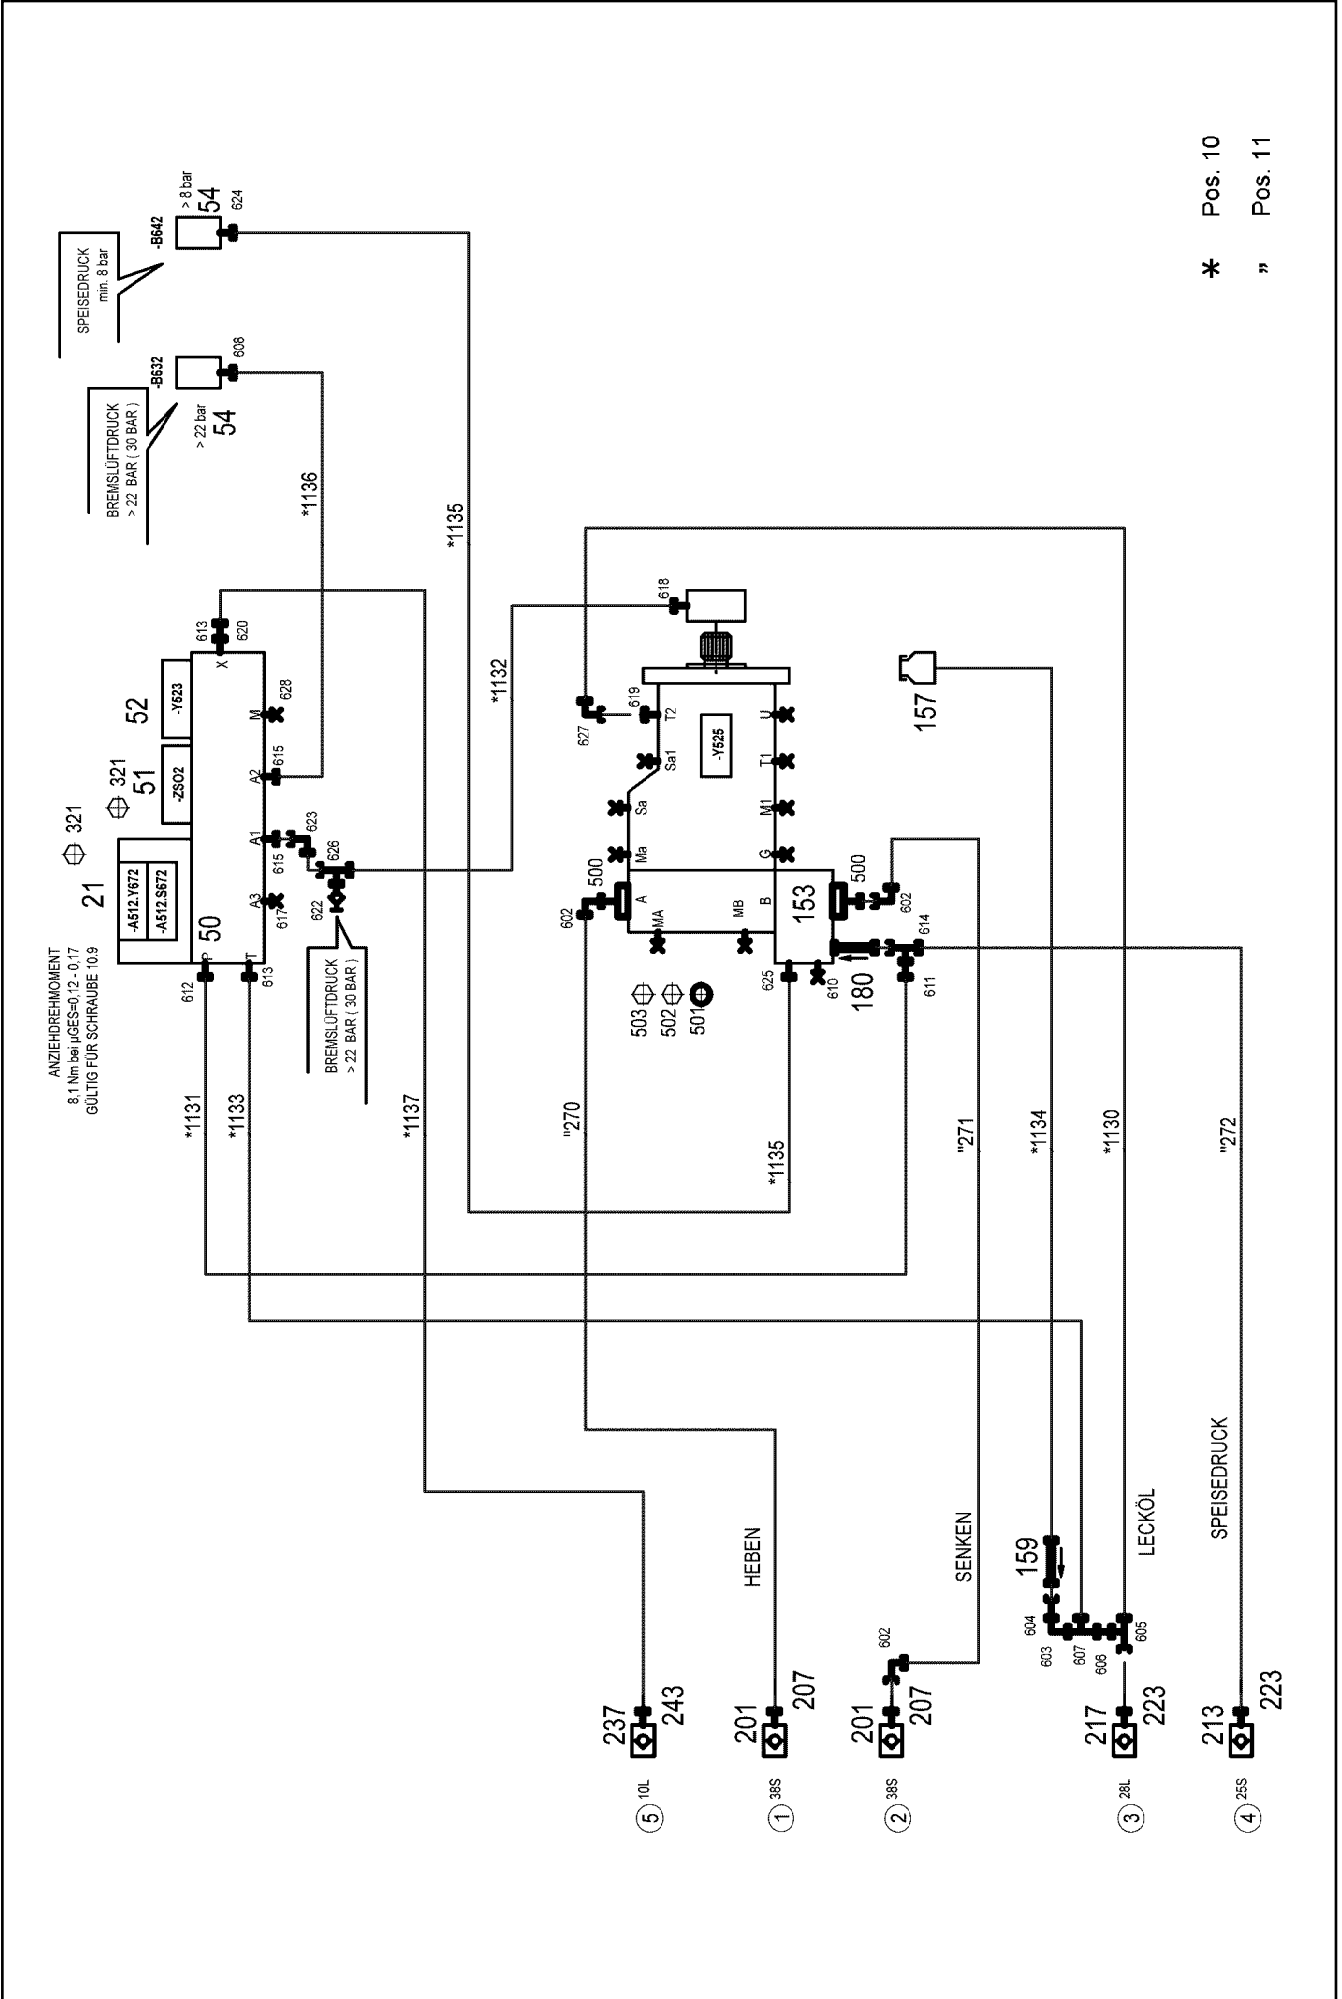 ANZIEHDREHMOMENT
8,1 Nm bei µGES=0,12 - 0,17
GÜLTIG FÜR SCHRAUBE 10.9
21
321
321
51
52
-A512.Y672
-A512.S672
-ZSO2
-Y523
50
P
T
A3
A1
A2
M
X
612
613
617
615
615
628
613
620
623
626
622
BREMSLÜFTDRUCK
> 22 BAR ( 30 BAR )
BREMSLÜFTDRUCK
> 22 BAR ( 30 BAR )
-B632
> 22 bar
54
608
SPEISEDRUCK
min. 8 bar
-B642
> 8 bar
54
624
*1136
*1135
*1132
*1131
*1133
*1137
"270
*1135
"271
*1134
*1130
"272
618
627
619
T2
Sa1
Sa
Ma
A
MA
MB
B
G
M1
T1
U
-Y525
500
602
153
500
602
614
611
180
610
625
503
502
501
157
HEBEN
SENKEN
LECKÖL
SPEISEDRUCK
159
604
603
607
606
605
602
237
243
5 10L
201
207
1 38S
201
207
2 38S
217
223
3 28L
213
223
4 25S
* Pos. 10
" Pos. 11